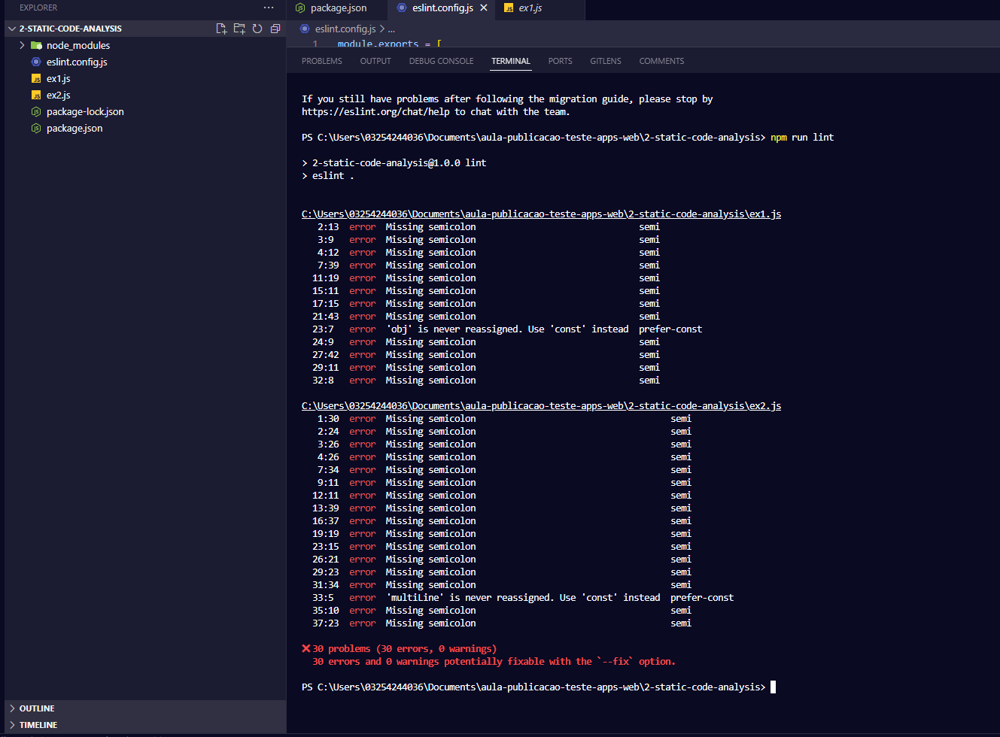 EXPLORER
2-STATIC-CODE-ANALYSIS
node_modules
eslint.config.js
ex1.js
ex2.js
package-lock.json
package.json
OUTLINE
TIMELINE
package.json eslint.config.js ex1.js
eslint.config.js > ...
1 module.exports = [
PROBLEMS OUTPUT DEBUG CONSOLE TERMINAL PORTS GITLENS COMMENTS
If you still have problems after following the migration guide, please stop by
https://eslint.org/chat/help to chat with the team.
PS C:\Users\03254244036\Documents\aula-publicacao-teste-apps-web\2-static-code-analysis> npm run lint
> 2-static-code-analysis@1.0.0 lint
> eslint .
C:\Users\03254244036\Documents\aula-publicacao-teste-apps-web\2-static-code-analysis\ex1.js
2:13 error Missing semicolon semi
3:9 error Missing semicolon semi
4:12 error Missing semicolon semi
7:39 error Missing semicolon semi
11:19 error Missing semicolon semi
15:11 error Missing semicolon semi
17:15 error Missing semicolon semi
21:43 error Missing semicolon semi
23:7 error 'obj' is never reassigned. Use 'const' instead prefer-const
24:9 error Missing semicolon semi
27:42 error Missing semicolon semi
29:11 error Missing semicolon semi
32:8 error Missing semicolon semi
C:\Users\03254244036\Documents\aula-publicacao-teste-apps-web\2-static-code-analysis\ex2.js
1:30 error Missing semicolon semi
2:24 error Missing semicolon semi
3:26 error Missing semicolon semi
4:26 error Missing semicolon semi
7:34 error Missing semicolon semi
9:11 error Missing semicolon semi
12:11 error Missing semicolon semi
13:39 error Missing semicolon semi
16:37 error Missing semicolon semi
19:19 error Missing semicolon semi
23:15 error Missing semicolon semi
26:21 error Missing semicolon semi
29:23 error Missing semicolon semi
31:34 error Missing semicolon semi
33:5 error 'multiLine' is never reassigned. Use 'const' instead prefer-const
35:10 error Missing semicolon semi
37:23 error Missing semicolon semi
✖ 30 problems (30 errors, 0 warnings)
30 errors and 0 warnings potentially fixable with the `--fix` option.
PS C:\Users\03254244036\Documents\aula-publicacao-teste-apps-web\2-static-code-analysis>